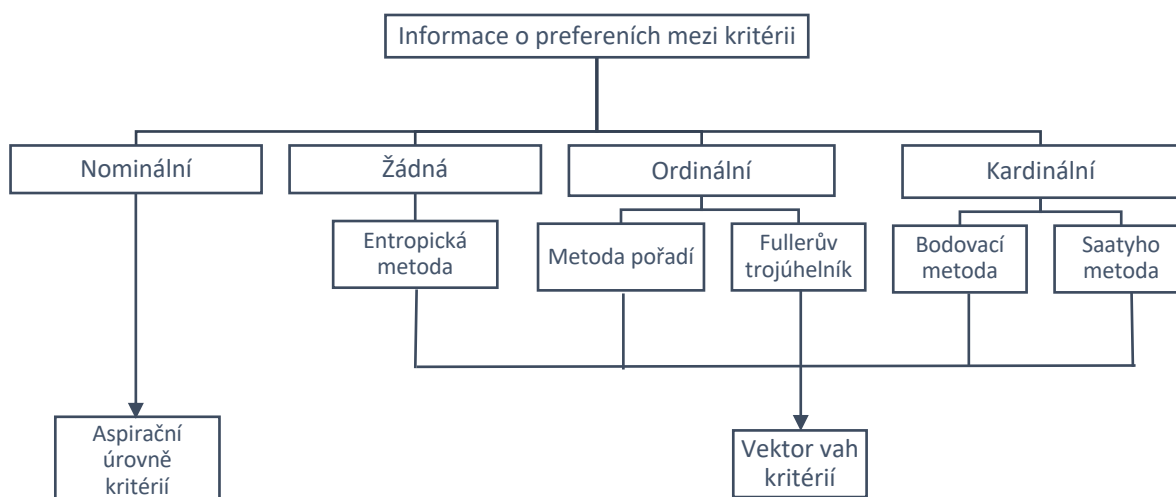 Informace o prefereních mezi kritérii
Nominální
Žádná
Ordinální
Kardinální
Entropická
metoda
Metoda pořadí
Fullerův
trojúhelník
Bodovací
metoda
Saatyho
metoda
Aspirační
úrovně
kritérií
Vektor vah
kritérií